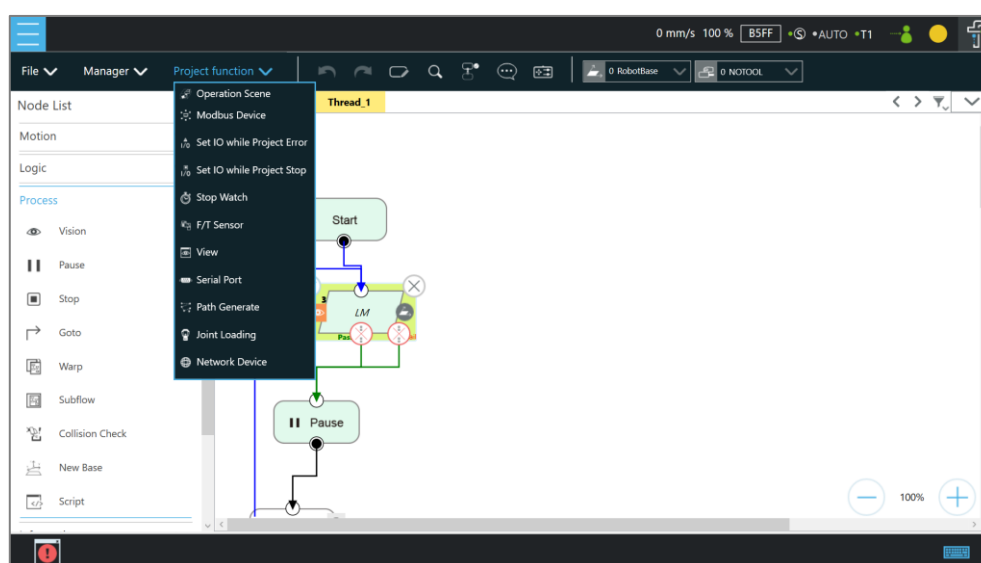 0 mm/s 100 % B5FF •Ⓢ •AUTO •T1
File Manager Project function 0 RobotBase 0 NOTOOL
Node List
Motion
Logic
Process
Vision
Pause
Stop
Goto
Warp
Subflow
Collision Check
New Base
Script
Operation Scene
Modbus Device
Set IO while Project Error
Set IO while Project Stop
Stop Watch
F/T Sensor
View
Serial Port
Path Generate
Joint Loading
Network Device
Thread_1
Start
3
LM
Pause
100%